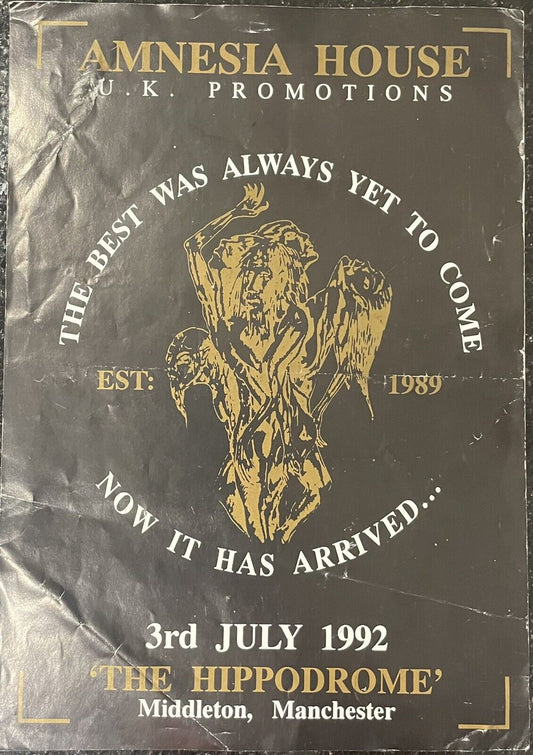 AMNESIA HOUSE
U.K. PROMOTIONS
THE BEST WAS ALWAYS YET TO COME
EST: 1989
NOW IT HAS ARRIVED...
3rd JULY 1992
'THE HIPPODROME'
Middleton, Manchester